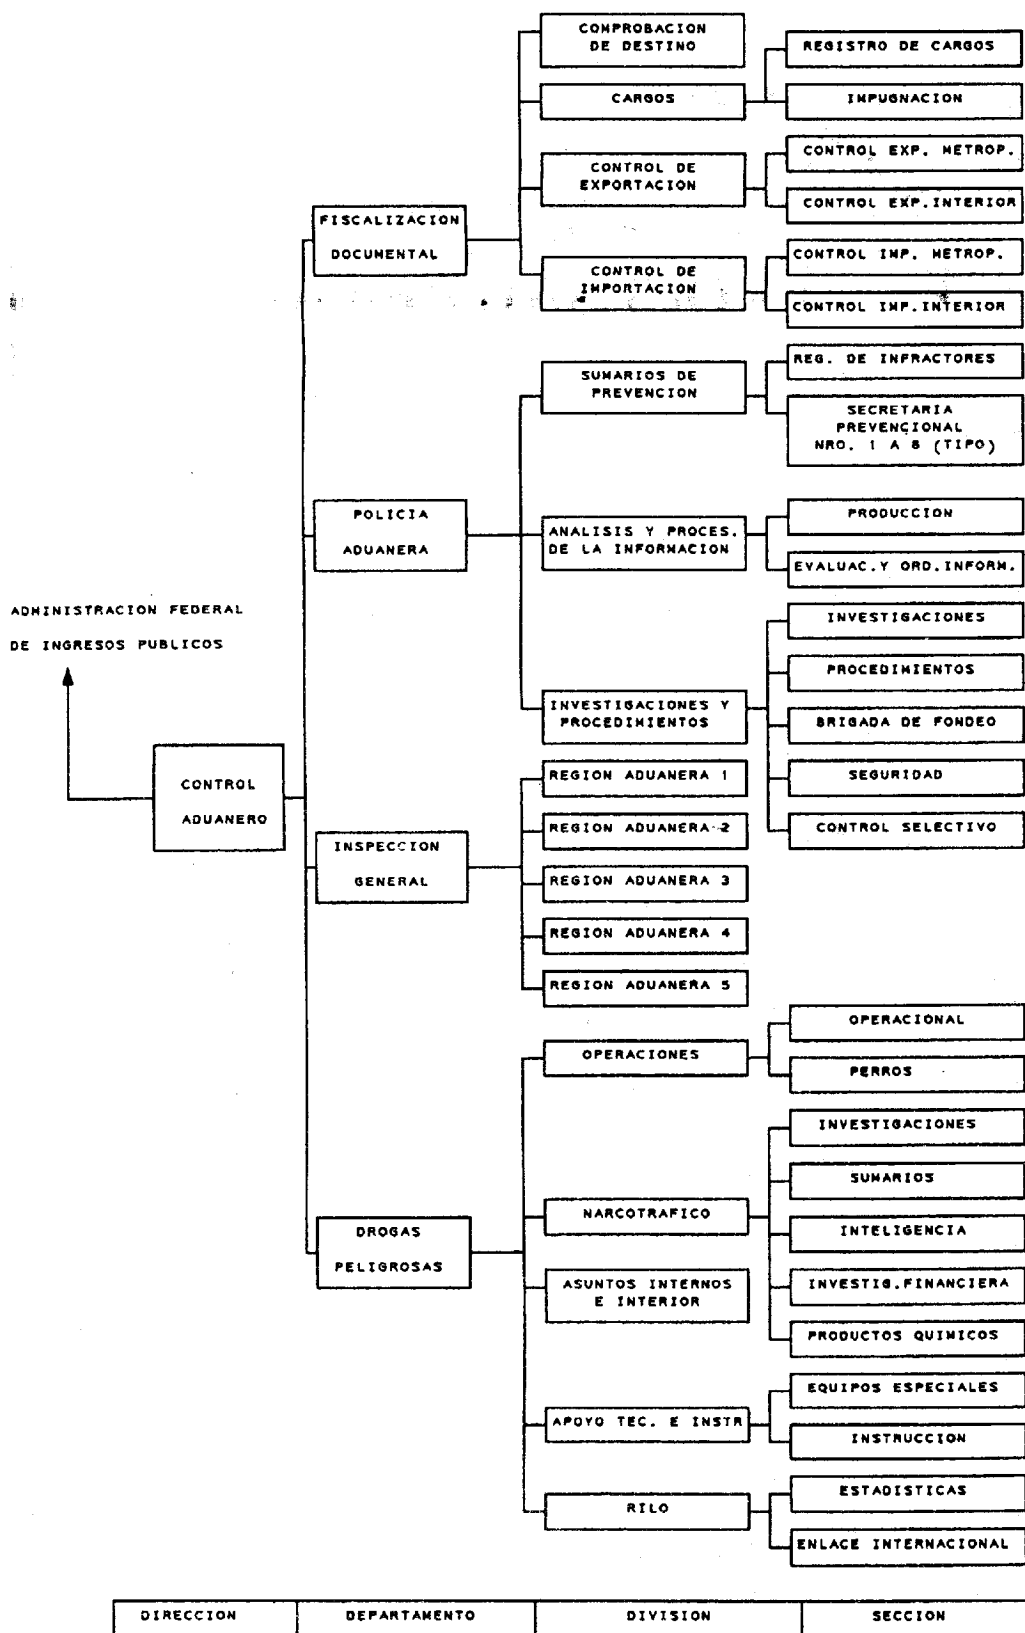 COMPROBACION
DE DESTINO
REGISTRO DE CARGOS
CARGOS
IMPUGNACION
CONTROL DE
EXPORTACION
CONTROL EXP. METROP.
CONTROL EXP.INTERIOR
FISCALIZACION
DOCUMENTAL
CONTROL DE
IMPORTACION
CONTROL IMP. METROP.
CONTROL IMP.INTERIOR
SUMARIOS DE
PREVENCION
REG. DE INFRACTORES
SECRETARIA
PREVENCIONAL
NRO. 1 A 8 (TIPO)
POLICIA
ADUANERA
ANALISIS Y PROCES.
DE LA INFORMACION
PRODUCCION
EVALUAC.Y ORD.INFORM.
ADMINISTRACION FEDERAL
DE INGRESOS PUBLICOS
INVESTIGACIONES Y
PROCEDIMIENTOS
INVESTIGACIONES
PROCEDIMIENTOS
BRIGADA DE FONDEO
SEGURIDAD
CONTROL SELECTIVO
CONTROL
ADUANERO
INSPECCION
GENERAL
REGION ADUANERA 1
REGION ADUANERA 2
REGION ADUANERA 3
REGION ADUANERA 4
REGION ADUANERA 5
OPERACIONES
OPERACIONAL
PERROS
NARCOTRAFICO
INVESTIGACIONES
SUMARIOS
INTELIGENCIA
INVESTIG.FINANCIERA
PRODUCTOS QUIMICOS
DROGAS
PELIGROSAS
ASUNTOS INTERNOS
E INTERIOR
APOYO TEC. E INSTR
EQUIPOS ESPECIALES
INSTRUCCION
RILO
ESTADISTICAS
ENLACE INTERNACIONAL
DIRECCION
DEPARTAMENTO
DIVISION
SECCION